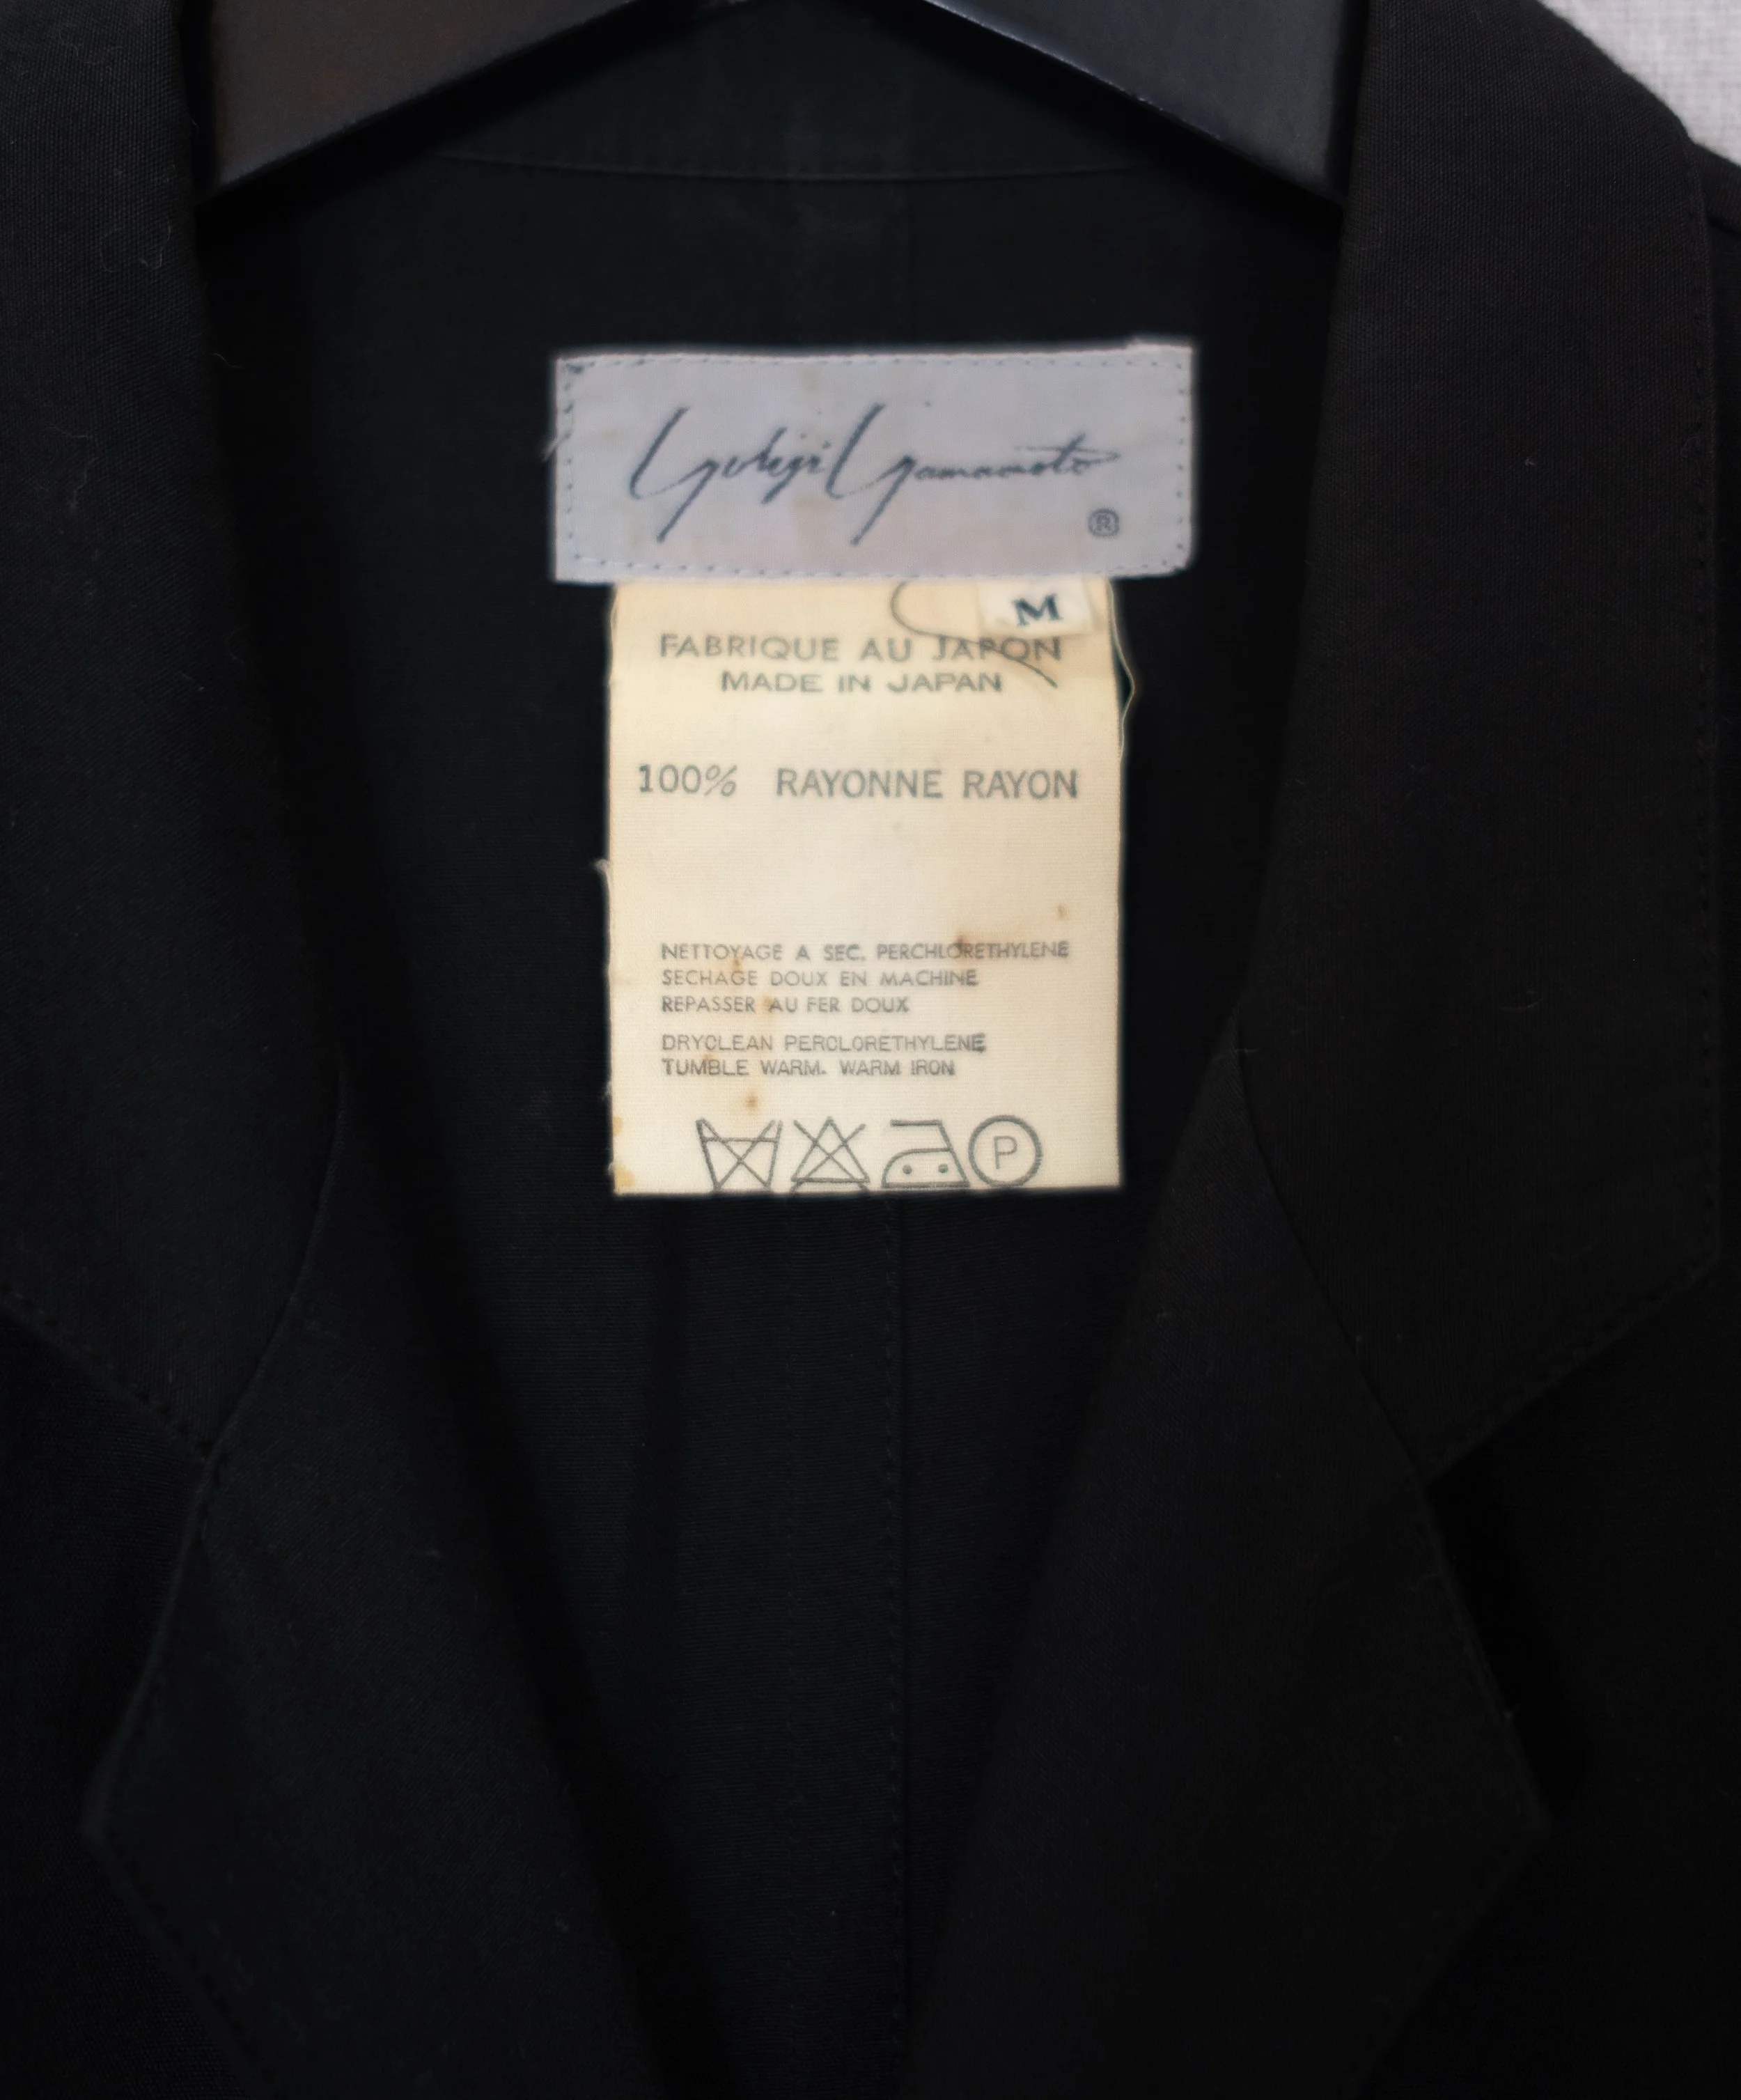 Yohji Yamamoto
®
M
FABRIQUE AU JAPON
MADE IN JAPAN
100% RAYONNE RAYON
NETTOYAGE A SEC. PERCHLORETHYLENE
SECHAGE DOUX EN MACHINE
REPASSER AU FER DOUX
DRYCLEAN PERCLORETHYLENE
TUMBLE WARM. WARM IRON
P